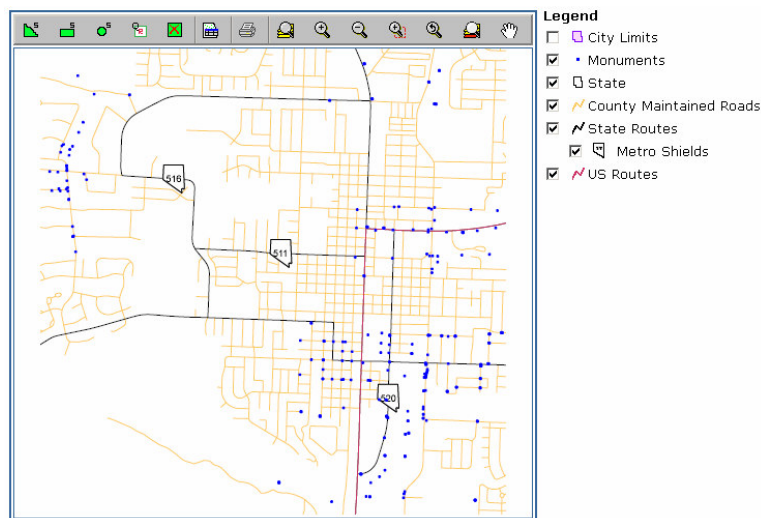 Legend
City Limits
Monuments
State
County Maintained Roads
State Routes
Metro Shields
US Routes
516
511
520